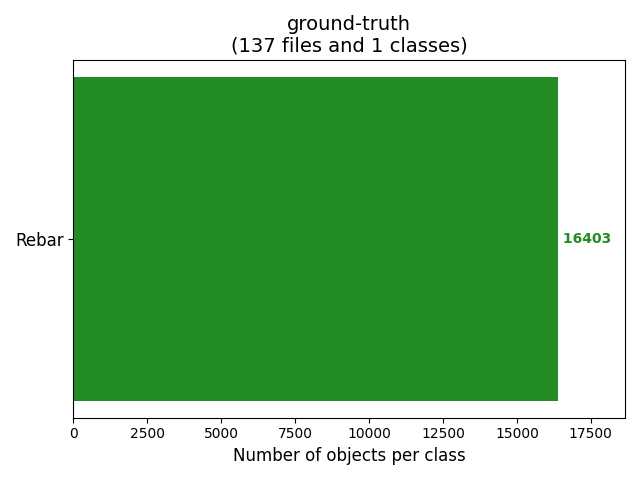 ground-truth
(137 files and 1 classes)
Rebar
16403
0 2500 5000 7500 10000 12500 15000 17500
Number of objects per class